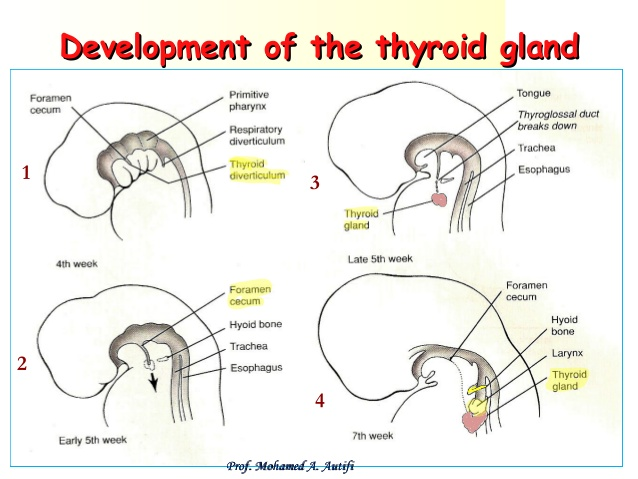 Development of the thyroid gland
Foramen
cecum
Primitive
pharynx
Respiratory
diverticulum
Thyroid
diverticulum
1
4th week
Tongue
Thyroglossal duct
breaks down
Trachea
Esophagus
3
Thyroid
gland
Late 5th week
Foramen
cecum
Hyoid bone
Trachea
Esophagus
2
Early 5th week
Foramen
cecum
Hyoid
bone
Larynx
Thyroid
gland
4
7th week
Prof. Mohamed A. Autifi